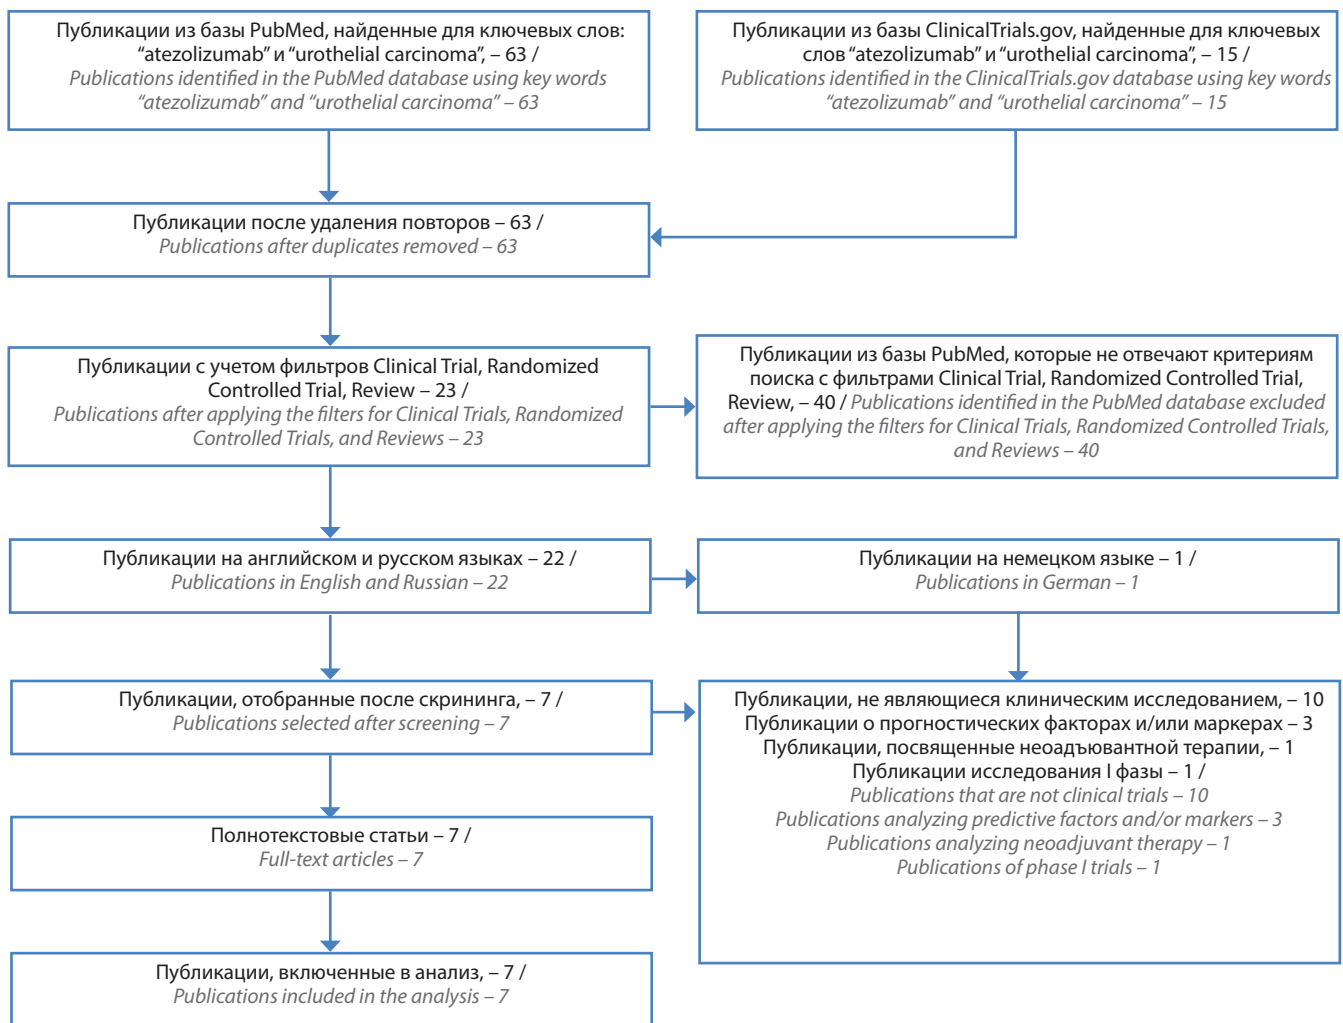 Публикации из базы PubMed, найденные для ключевых слов:
“atezolizumab” и “urothelial carcinoma”, – 63 /
Publications identified in the PubMed database using key words
“atezolizumab” and “urothelial carcinoma” – 63
Публикации из базы ClinicalTrials.gov, найденные для ключевых
слов “atezolizumab” и “urothelial carcinoma”, – 15 /
Publications identified in the ClinicalTrials.gov database using key words
“atezolizumab” and “urothelial carcinoma” – 15
Публикации после удаления повторов – 63 /
Publications after duplicates removed – 63
Публикации с учетом фильтров Clinical Trial, Randomized
Controlled Trial, Review – 23 /
Publications after applying the filters for Clinical Trials, Randomized
Controlled Trials, and Reviews – 23
Публикации из базы PubMed, которые не отвечают критериям
поиска с фильтрами Clinical Trial, Randomized Controlled Trial,
Review, – 40 / Publications identified in the PubMed database excluded
after applying the filters for Clinical Trials, Randomized Controlled Trials,
and Reviews – 40
Публикации на английском и русском языках – 22 /
Publications in English and Russian – 22
Публикации на немецком языке – 1 /
Publications in German – 1
Публикации, отобранные после скрининга, – 7 /
Publications selected after screening – 7
Публикации, не являющиеся клиническим исследованием, – 10
Публикации о прогностических факторах и/или маркерах – 3
Публикации, посвященные неоадъювантной терапии, – 1
Публикации исследования I фазы – 1 /
Publications that are not clinical trials – 10
Publications analyzing predictive factors and/or markers – 3
Publications analyzing neoadjuvant therapy – 1
Publications of phase I trials – 1
Полнотекстовые статьи – 7 /
Full-text articles – 7
Публикации, включенные в анализ, – 7 /
Publications included in the analysis – 7